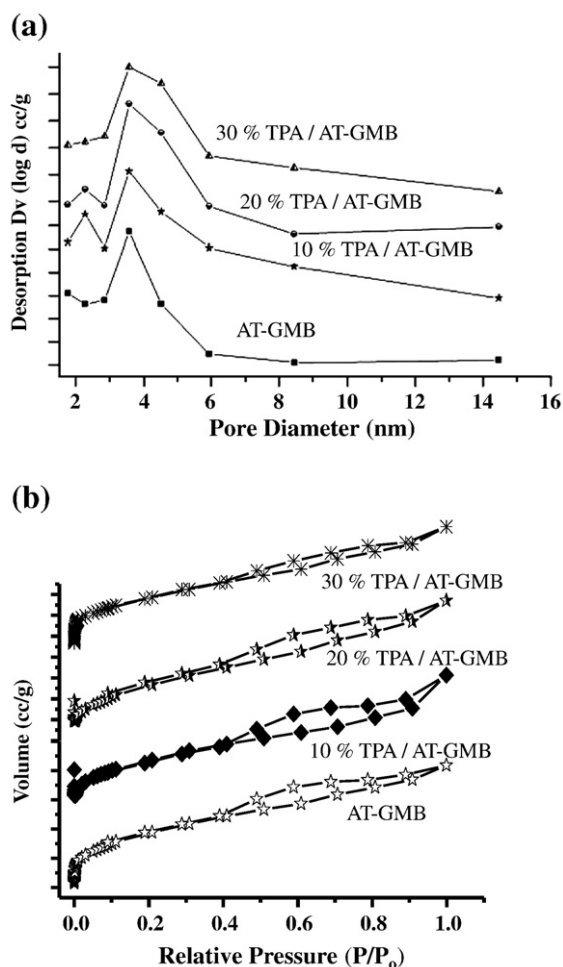 (a)
Desorption Dv (log d) cc/g
30 % TPA / AT-GMB
20 % TPA / AT-GMB
10 % TPA / AT-GMB
AT-GMB
2 4 6 8 10 12 14 16
Pore Diameter (nm)
(b)
Volume (cc/g)
30 % TPA / AT-GMB
20 % TPA / AT-GMB
10 % TPA / AT-GMB
AT-GMB
0.0 0.2 0.4 0.6 0.8 1.0
Relative Pressure (P/Po)